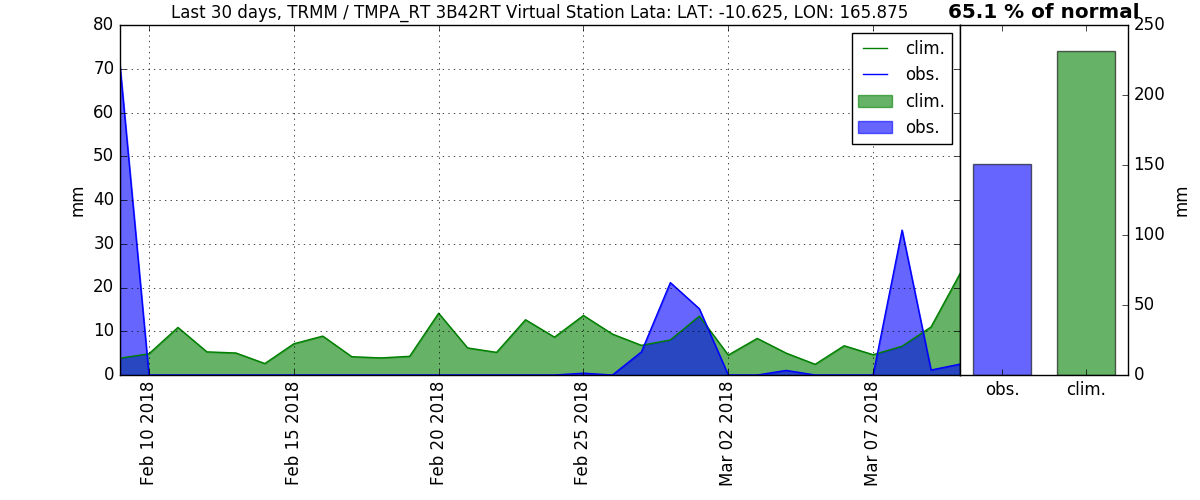 Last 30 days, TRMM / TMPA_RT 3B42RT Virtual Station Lata: LAT: -10.625, LON: 165.875
65.1 % of normal
80
70
60
50
40
30
20
10
0
mm
clim.
obs.
clim.
obs.
Feb 10 2018
Feb 15 2018
Feb 20 2018
Feb 25 2018
Mar 02 2018
Mar 07 2018
250
200
150
100
50
0
mm
obs.
clim.